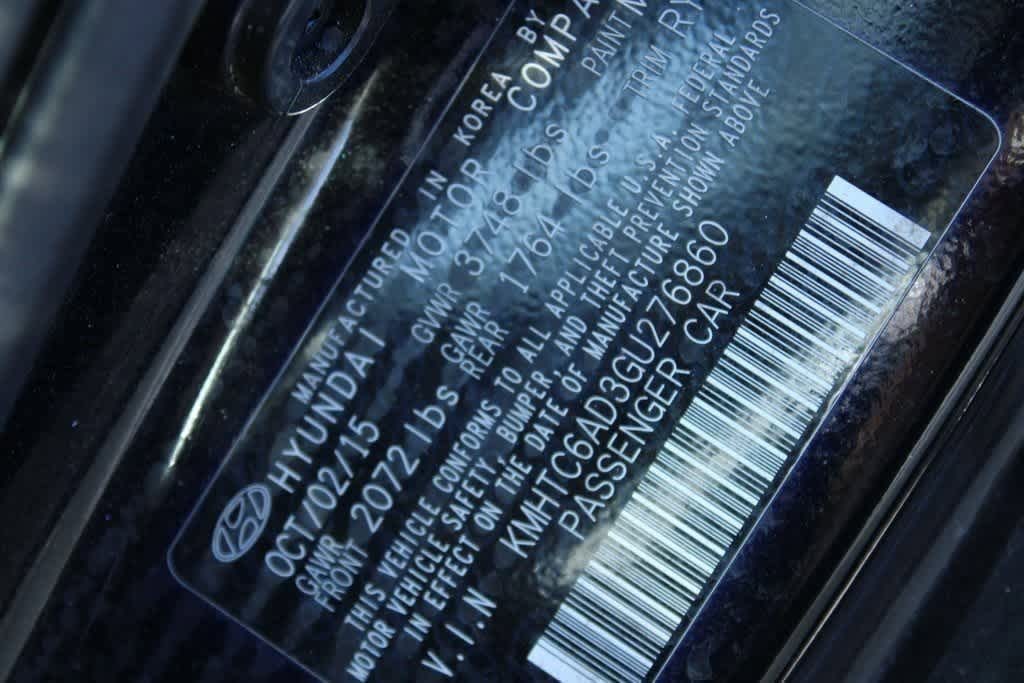 MANUFACTURED IN KOREA BY
HYUNDAI MOTOR COMPA
OCT/02/15 GVWR 3748 lbs PAINT
GAWR FRONT 2072 lbs GAWR REAR 1764 lbs TRIM RY
THIS VEHICLE CONFORMS TO ALL APPLICABLE U.S.A FEDERAL
MOTOR VEHICLE SAFETY, BUMPER, AND THEFT PREVENTION STANDARDS
IN EFFECT ON THE DATE OF MANUFACTURE SHOWN ABOVE
V.I.N KMHTC6AD3GU276860
PASSENGER CAR